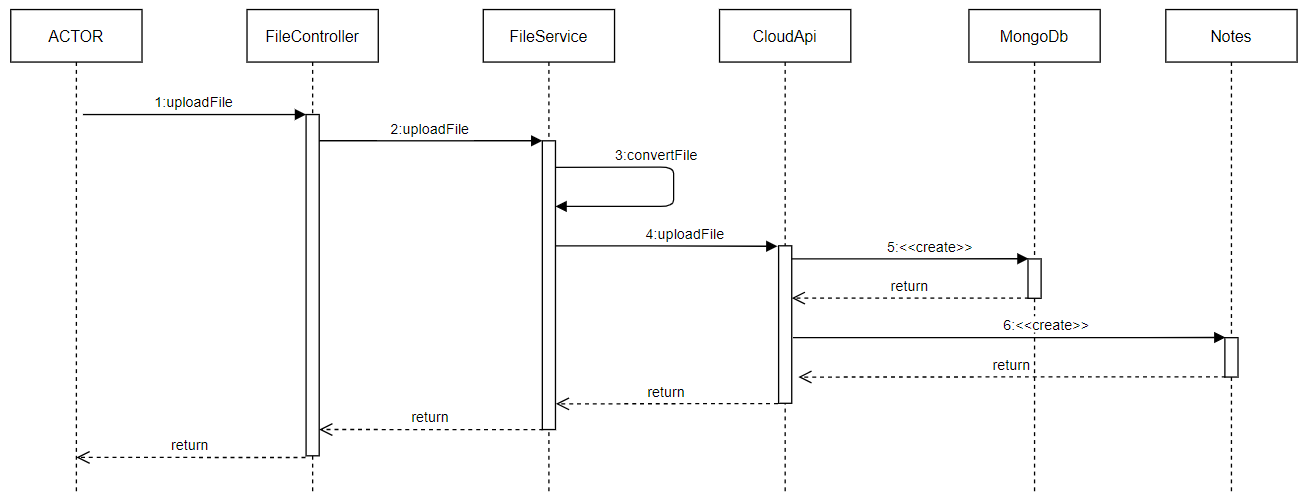 ACTOR
FileController
FileService
CloudApi
MongoDb
Notes
1:uploadFile
2:uploadFile
3:convertFile
4:uploadFile
5:<<create>>
return
6:<<create>>
return
return
return
return